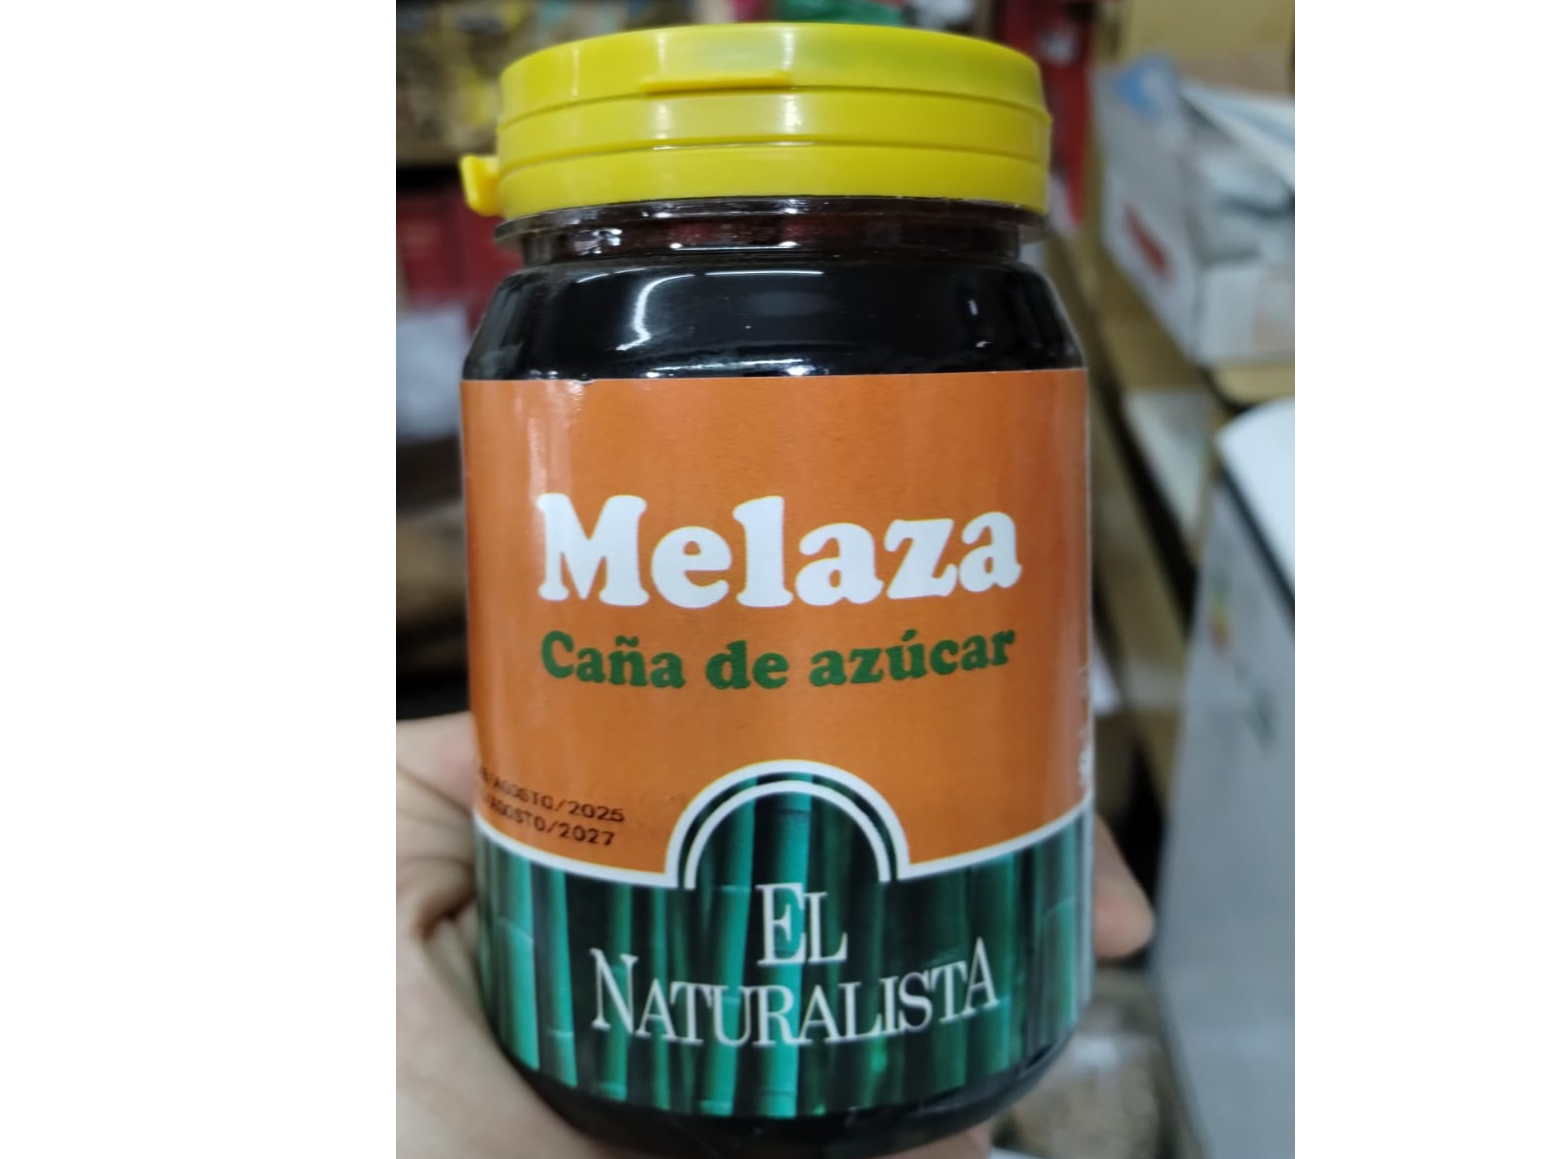 Melaza
Caña de azúcar
AGOSTO/2025
AGOSTO/2027
EL
NATURALISTA